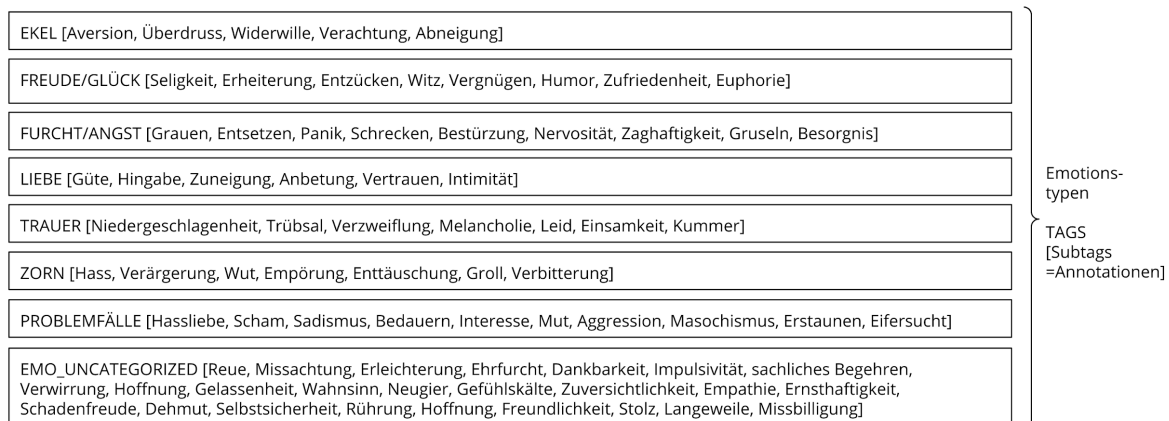 EKEL [Aversion, Überdruss, Widerwille, Verachtung, Abneigung]
FREUDE/GLÜCK [Seligkeit, Erheiterung, Entzücken, Witz, Vergnügen, Humor, Zufriedenheit, Euphorie]
FURCHT/ANGST [Grauen, Entsetzen, Panik, Schrecken, Bestürzung, Nervosität, Zaghaftigkeit, Gruseln, Besorgnis]
LIEBE [Güte, Hingabe, Zuneigung, Anbetung, Vertrauen, Intimität]
TRAUER [Niedergeschlagenheit, Trübsal, Verzweiflung, Melancholie, Leid, Einsamkeit, Kummer]
ZORN [Hass, Verärgerung, Wut, Empörung, Enttäuschung, Groll, Verbitterung]
PROBLEMFÄLLE [Hassliebe, Scham, Sadismus, Bedauern, Interesse, Mut, Aggression, Masochismus, Erstaunen, Eifersucht]
EMO_UNCATEGORIZED [Reue, Missachtung, Erleichterung, Ehrfurcht, Dankbarkeit, Impulsivität, sachliches Begehren,
Verwirrung, Hoffnung, Gelassenheit, Wahnsinn, Neugier, Gefühlskälte, Zuversichtlichkeit, Empathie, Ernsthaftigkeit,
Schadenfreude, Dehmut, Selbstsicherheit, Rührung, Hoffnung, Freundlichkeit, Stolz, Langeweile, Missbilligung]
Emotions-
typen
TAGS
[Subtags
=Annotationen]